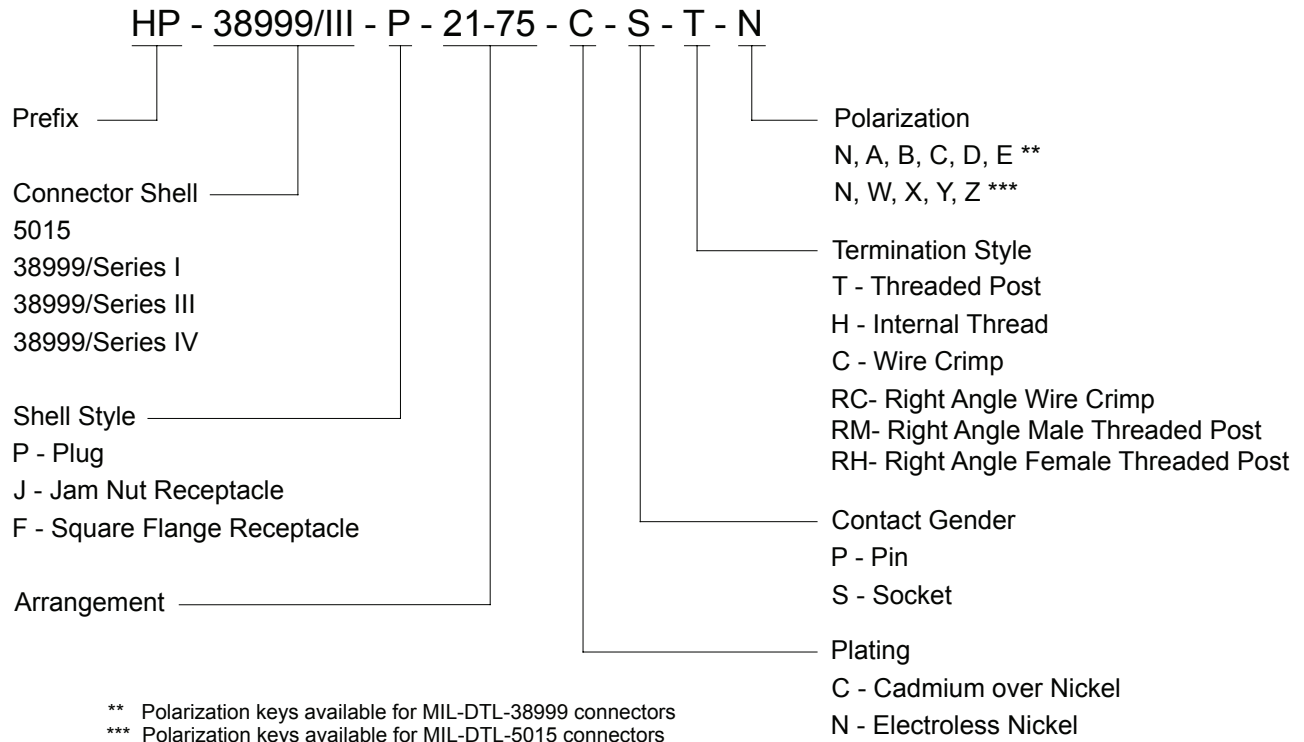 HP - 38999/III - P - 21-75 - C - S - T - N
Prefix
Connector Shell
5015
38999/Series I
38999/Series III
38999/Series IV
Shell Style
P - Plug
J - Jam Nut Receptacle
F - Square Flange Receptacle
Arrangement
Polarization
N, A, B, C, D, E **
N, W, X, Y, Z ***
Termination Style
T - Threaded Post
H - Internal Thread
C - Wire Crimp
RC- Right Angle Wire Crimp
RM- Right Angle Male Threaded Post
RH- Right Angle Female Threaded Post
Contact Gender
P - Pin
S - Socket
Plating
C - Cadmium over Nickel
N - Electroless Nickel
** Polarization keys available for MIL-DTL-38999 connectors
*** Polarization keys available for MIL-DTL-5015 connectors